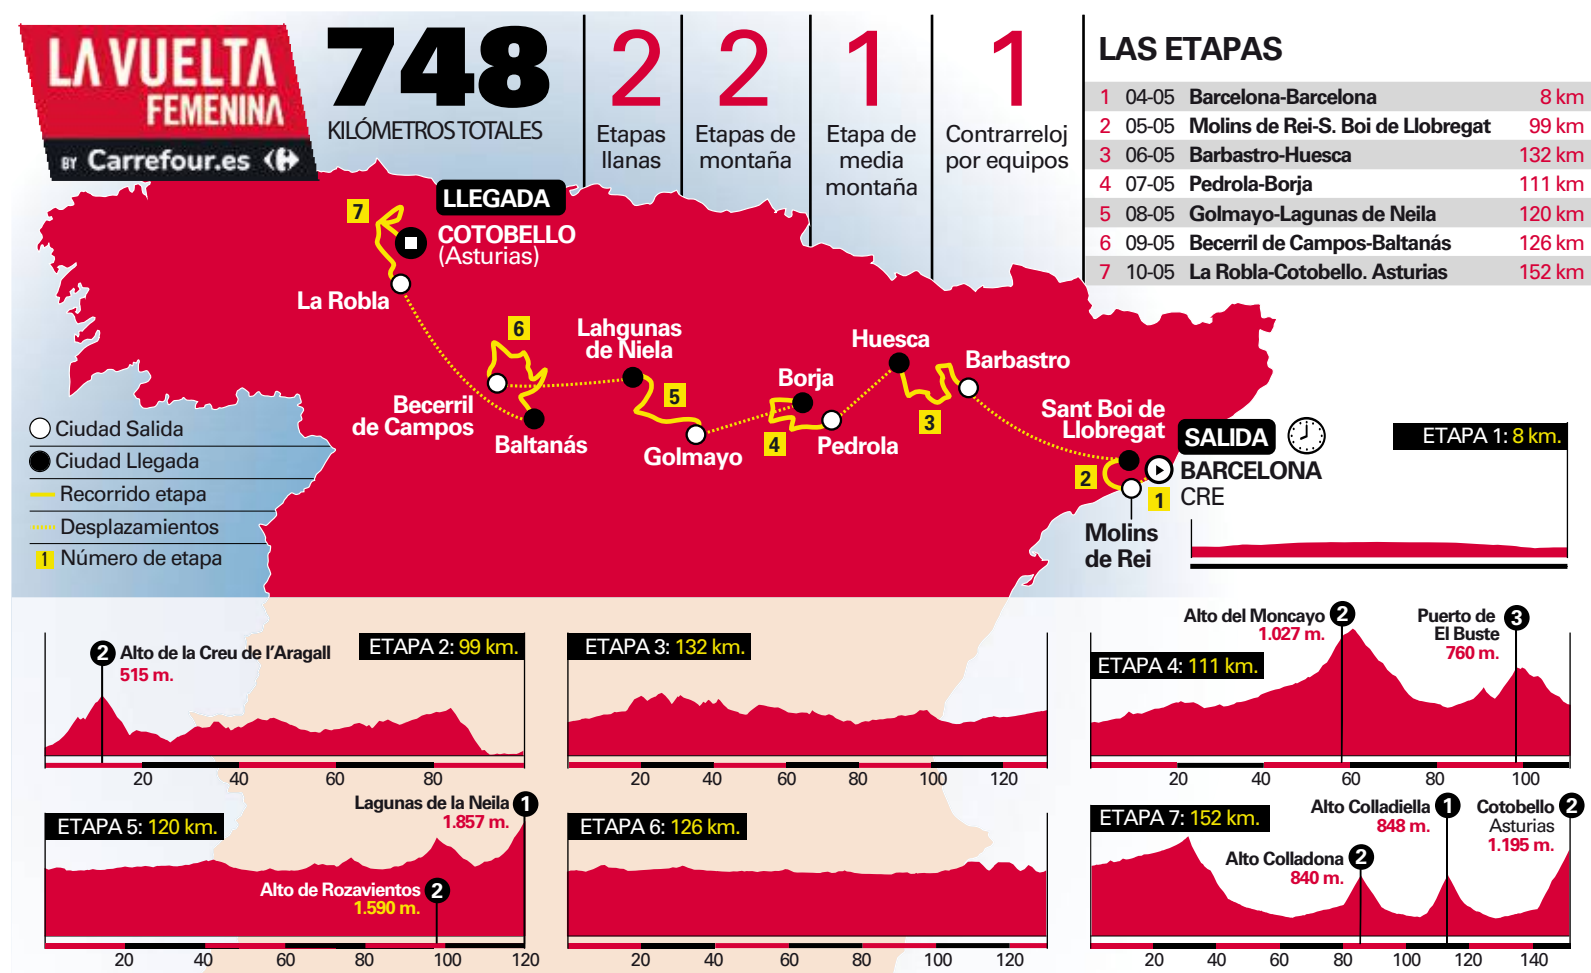 LA VUELTA
FEMENINA
BY Carrefour.es
748
KILÓMETROS TOTALES
2
Etapas
llanas
2
Etapas de
montaña
1
Etapa de
media
montaña
1
Contrarreloj
por equipos
LAS ETAPAS
1 04-05 Barcelona-Barcelona 8 km
2 05-05 Molins de Rei-S. Boi de Llobregat 99 km
3 06-05 Barbastro-Huesca 132 km
4 07-05 Pedrola-Borja 111 km
5 08-05 Golmayo-Lagunas de Neila 120 km
6 09-05 Becerril de Campos-Baltanás 126 km
7 10-05 La Robla-Cotobello. Asturias 152 km
7
LLEGADA
COTOBELLO
(Asturias)
La Robla
6
Lahgunas
de Niela
Huesca
Barbastro
Borja
5
Becerril
de Campos
Baltanás
Golmayo
4
Pedrola
3
Sant Boi de
Llobregat
SALIDA
BARCELONA
CRE
2
1
Molins
de Rei
Ciudad Salida
Ciudad Llegada
Recorrido etapa
Desplazamientos
1 Número de etapa
ETAPA 1: 8 km.
2 Alto de la Creu de l'Aragall
515 m.
ETAPA 2: 99 km.
20 40 60 80
ETAPA 3: 132 km.
20 40 60 80 100 120
Alto del Moncayo 2
1.027 m.
Puerto de
El Buste
3
760 m.
ETAPA 4: 111 km.
20 40 60 80 100
Lagunas de la Neila 1
1.857 m.
ETAPA 5: 120 km.
Alto de Rozavientos 2
1.590 m.
20 40 60 80 100 120
ETAPA 6: 126 km.
20 40 60 80 100 120
ETAPA 7: 152 km.
Alto Colladiella 1
848 m.
Cotobello 2
Asturias
1.195 m.
Alto Colladona 2
840 m.
20 40 60 80 100 120 140